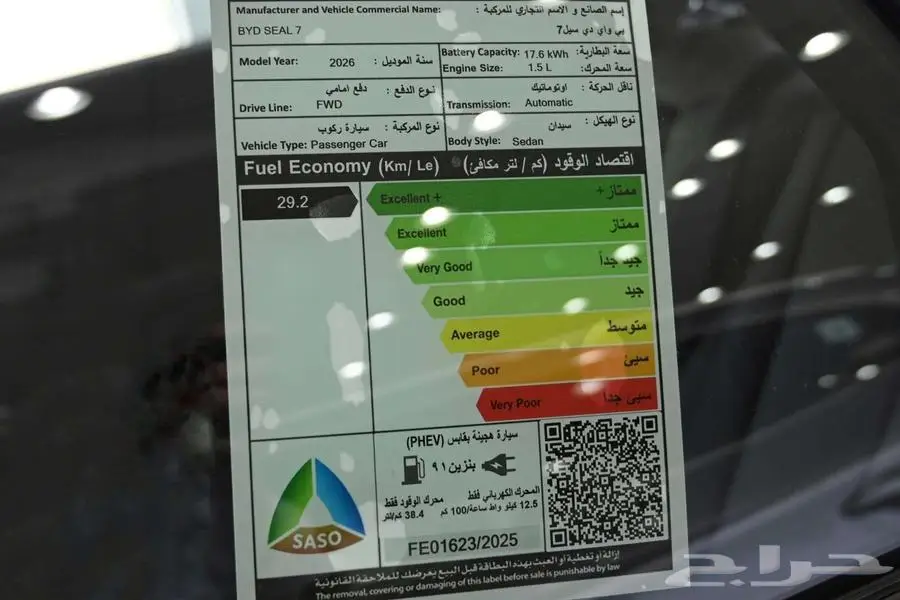 Manufacturer and Vehicle Commercial Name: إسم الصانع و الاسم التجاري للمركبة :
BYD SEAL 7 بي واي دي سيل7
Model Year: 2026 سنة الموديل :
Battery Capacity: 17.6 kWh سعة البطارية:
Engine Size: 1.5 L سعة المحرك:
Drive Line: FWD دفع امامي نوع الدفع :
Transmission: Automatic اوتوماتيك ناقل الحركة :
Vehicle Type: Passenger Car سيارة ركوب نوع المركبة :
Body Style: Sedan سيدان نوع الهيكل :
Fuel Economy (Km/ Le) اقتصاد الوقود (كم / لتر مكافئ)
29.2
Excellent + ممتاز+
Excellent ممتاز
Very Good جيد جداً
Good جيد
Average متوسط
Poor سيئ
Very Poor سيئ جداً
سيارة هجينة بقابس (PHEV)
بنزين ٩١
المحرك الكهربائي فقط
12.5 كيلو واط ساعة/100 كم
محرك الوقود فقط
38.4 كم/لتر
SASO
FE01623/2025
إزالة أو تغطية أو العبث بهذه البطاقة قبل البيع يعرضك للملاحقة القانونية
The removal, covering or damaging of this label before sale is punishable by law
حراج